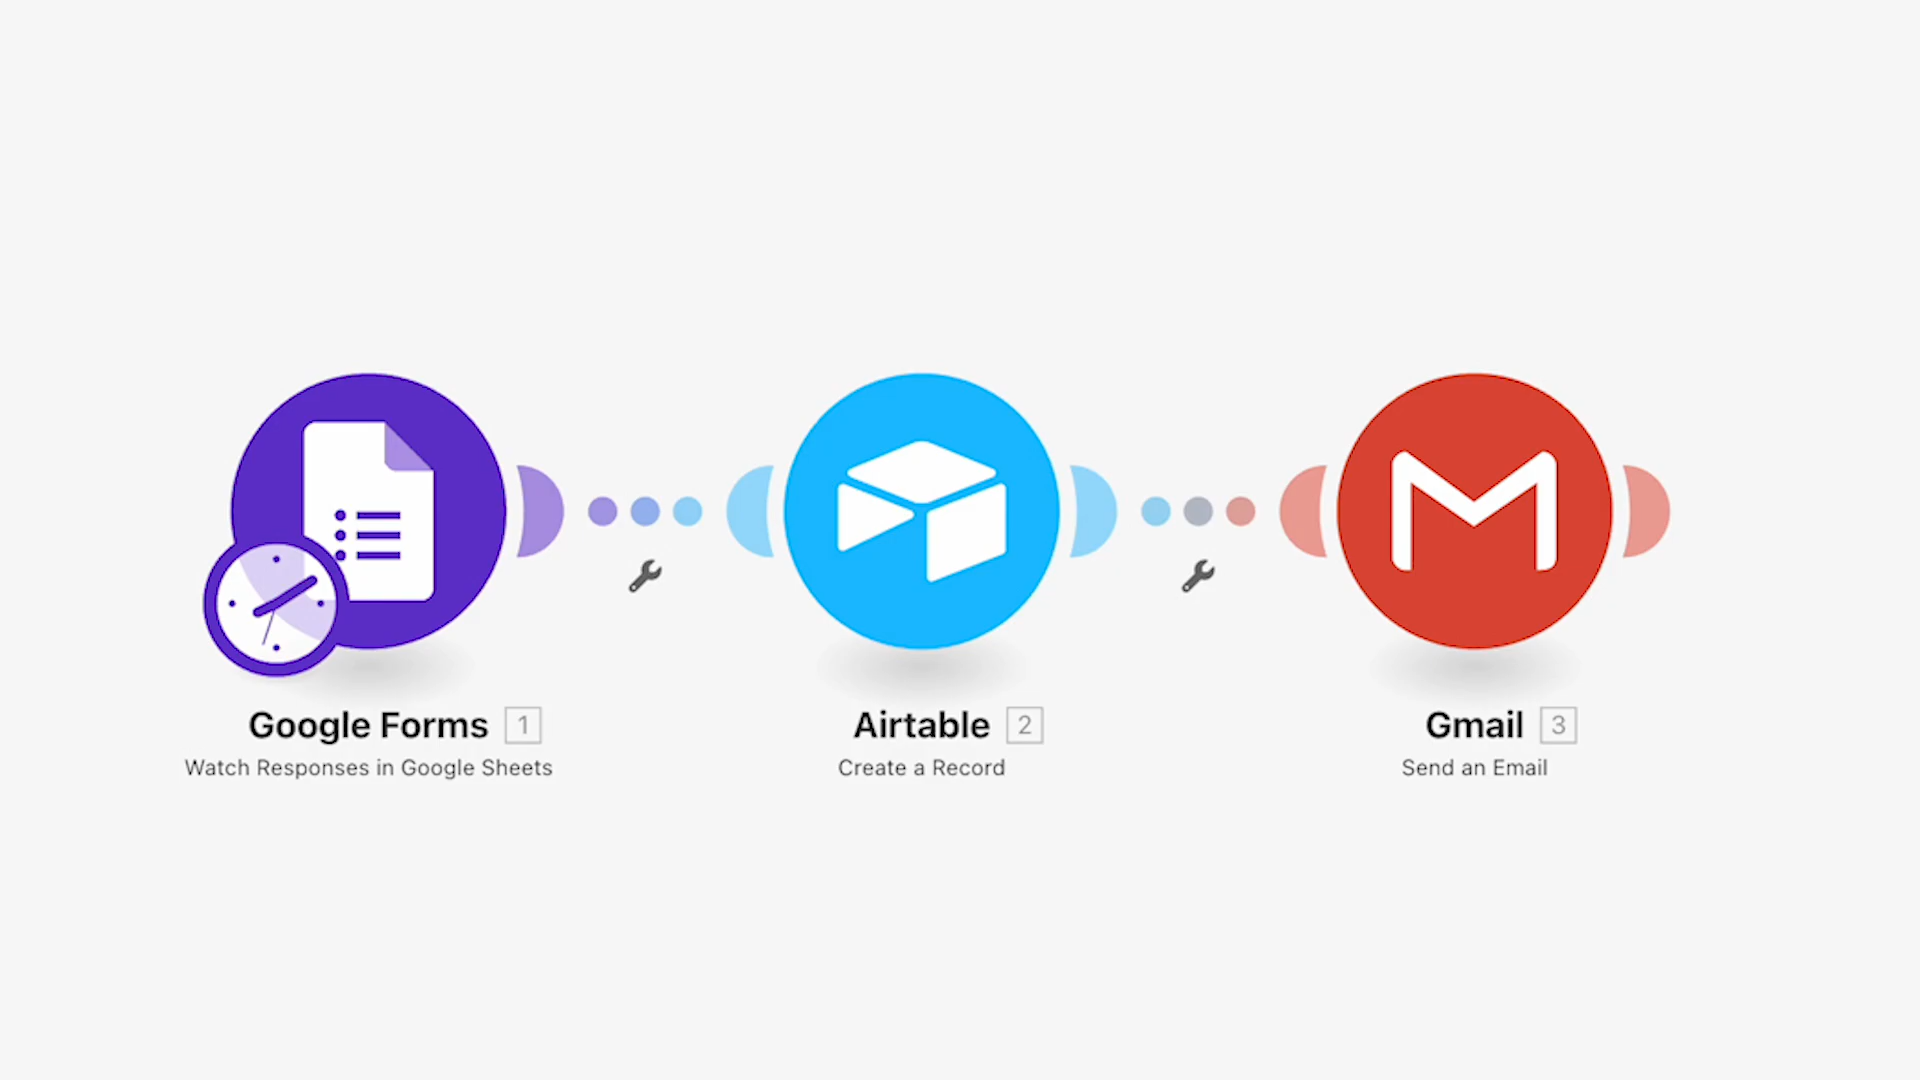 Google Forms 1
Watch Responses in Google Sheets
Airtable 2
Create a Record
Gmail 3
Send an Email